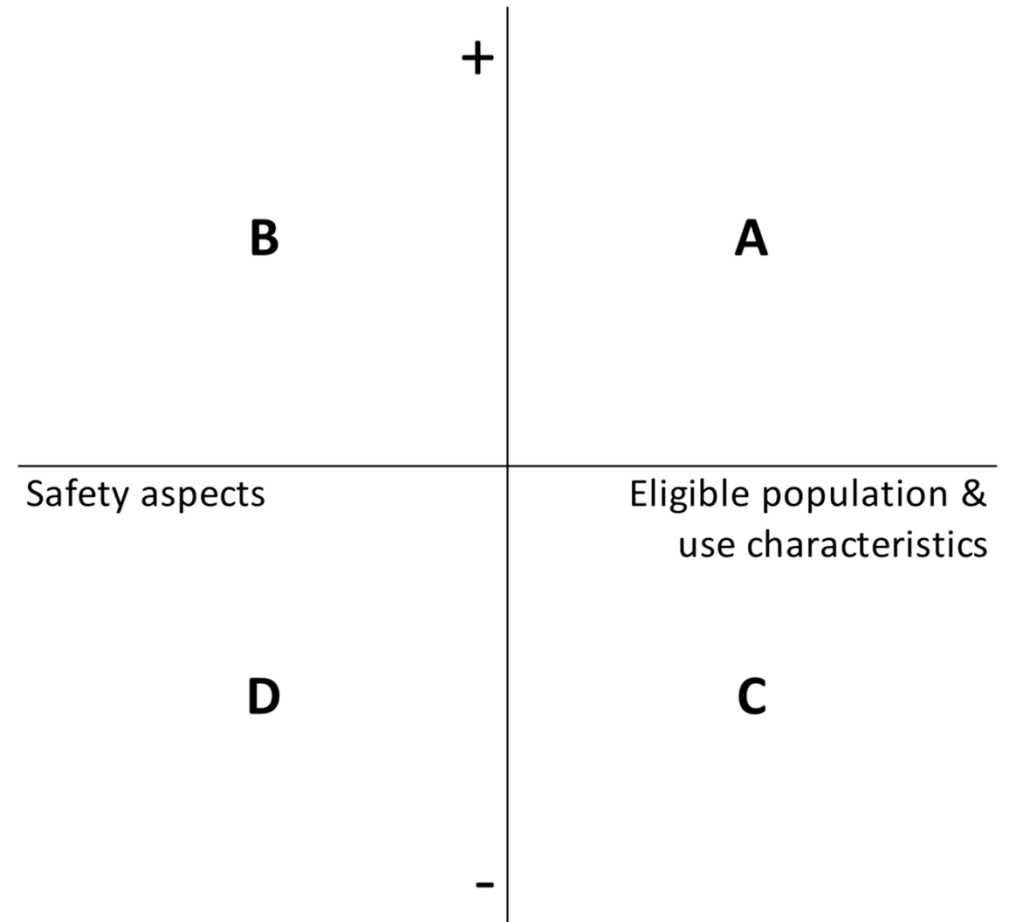 +
B
A
Safety aspects
Eligible population &
use characteristics
D
C
-